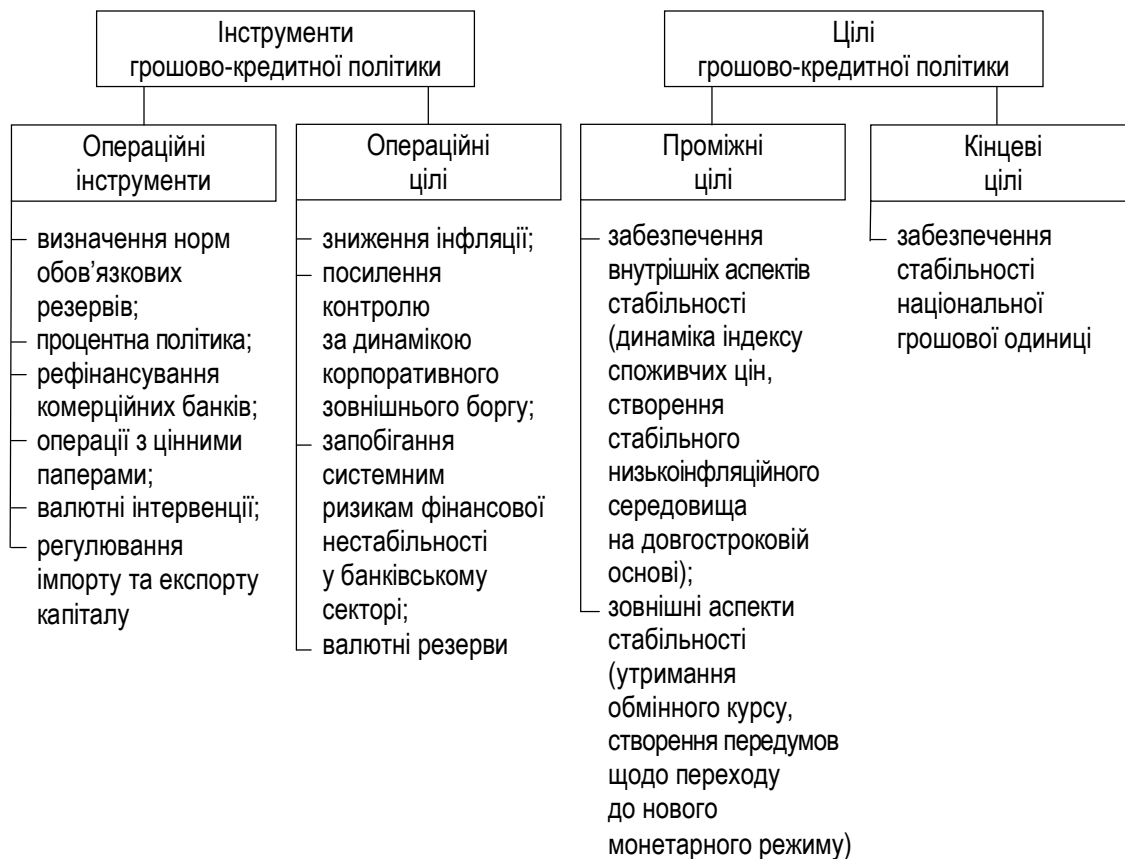 Інструменти
грошово-кредитної політики
Цілі
грошово-кредитної політики
Операційні
інструменти
Операційні
цілі
Проміжні
цілі
Кінцеві
цілі
визначення норм
обов’язкових
резервів;
процентна політика;
рефінансування
комерційних банків;
операції з цінними
паперами;
валютні інтервенції;
регулювання
імпорту та експорту
капіталу
зниження інфляції;
посилення
контролю
за динамікою
корпоративного
зовнішнього боргу;
запобігання
системним
ризикам фінансової
нестабільності
у банківському
секторі;
валютні резерви
забезпечення
внутрішніх аспектів
стабільності
(динаміка індексу
споживчих цін,
створення
стабільного
низькоінфляційного
середовища
на довгостроковій
основі);
зовнішні аспекти
стабільності
(утримання
обмінного курсу,
створення передумов
щодо переходу
до нового
монетарного режиму)
забезпечення
стабільності
національної
грошової одиниці